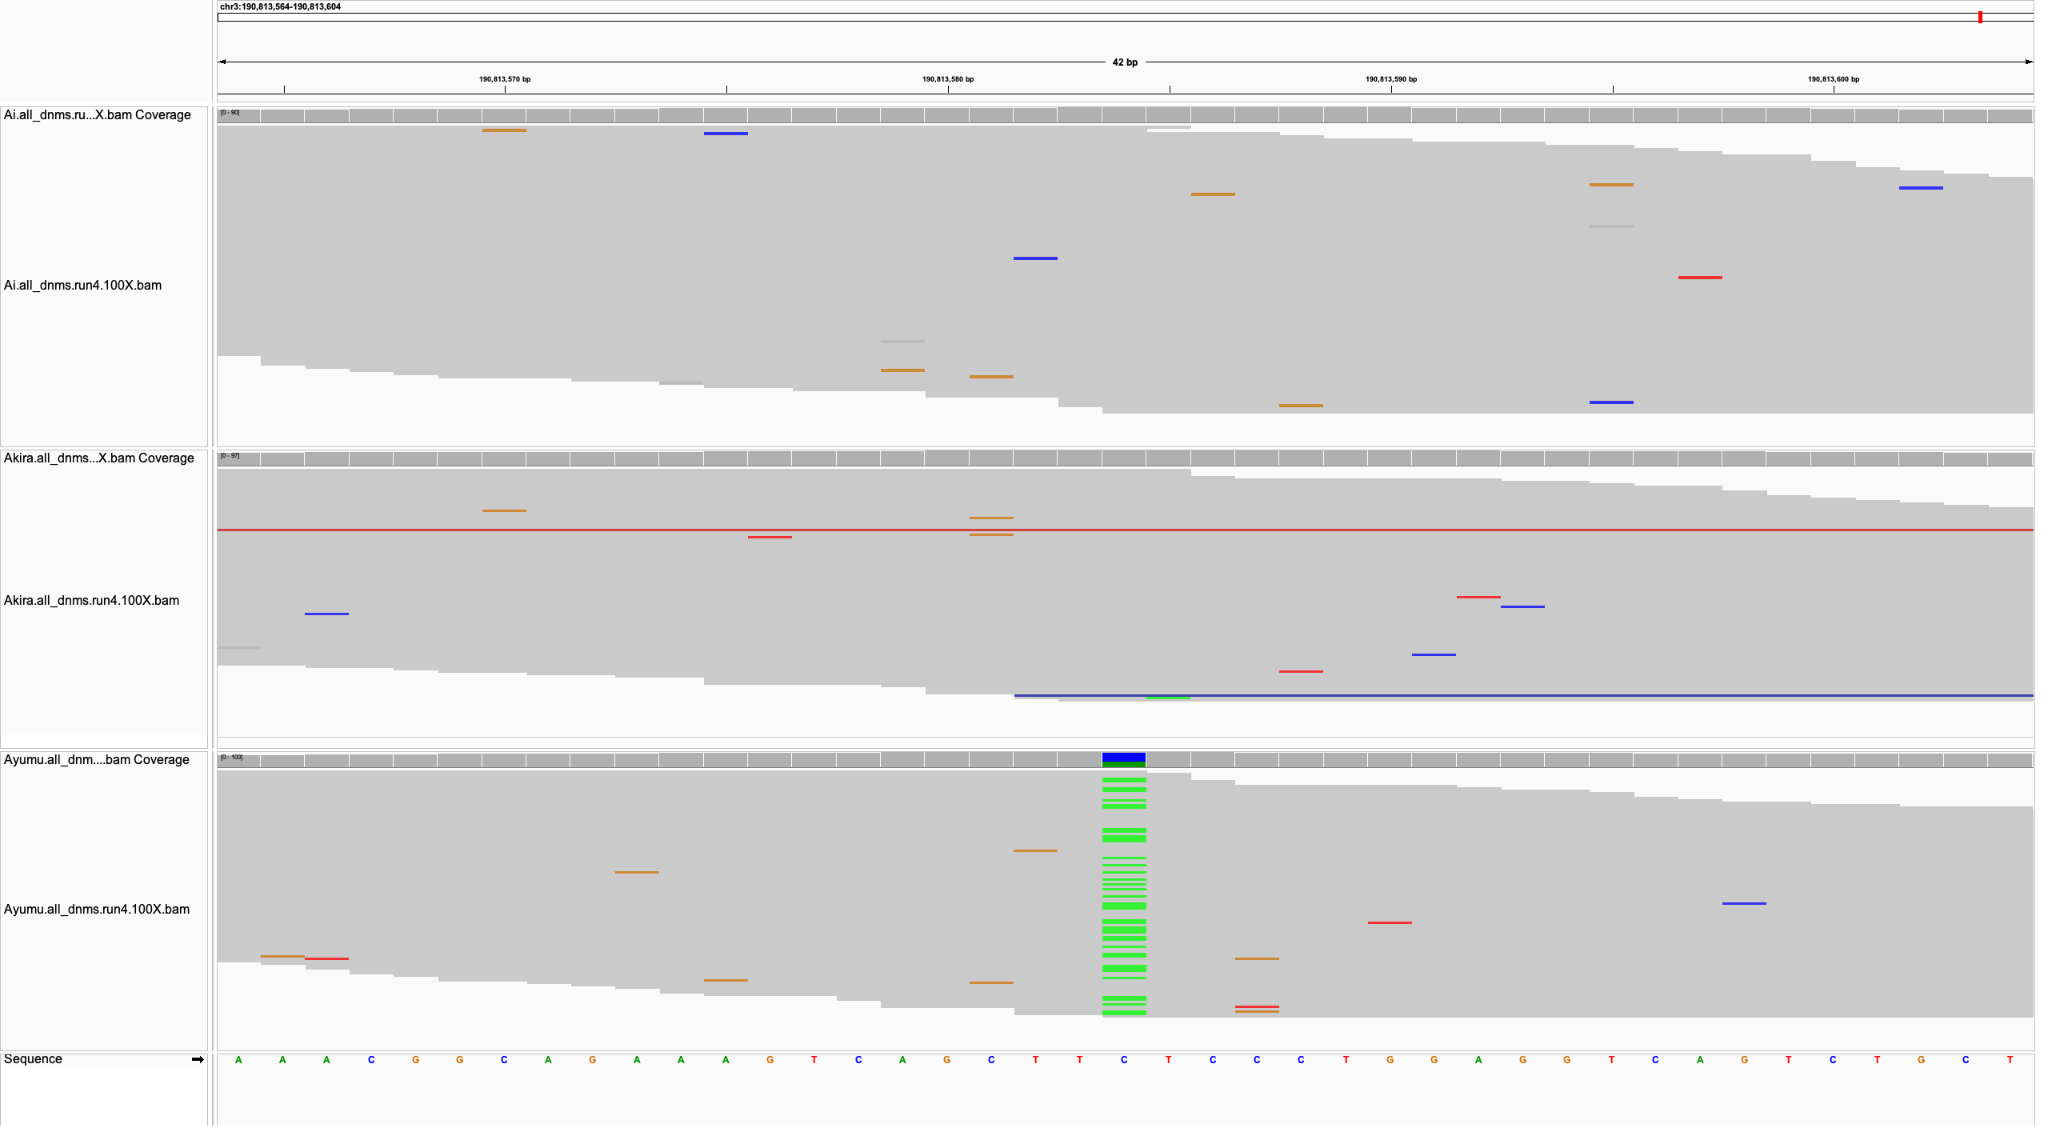 chr3:190,813,564-190,813,604
42 bp
190,813,570 bp 190,813,580 bp 190,813,590 bp 190,813,600 bp
Ai.all_dnms.ru...X.bam Coverage
[0 - 90]
Ai.all_dnms.run4.100X.bam
Akira.all_dnms...X.bam Coverage
[0 - 97]
Akira.all_dnms.run4.100X.bam
Ayumu.all_dnm....bam Coverage
[0 - 103]
Ayumu.all_dnms.run4.100X.bam
Sequence A A A C G G C A G A A A G T C A G C T T C T C C C T G G A G G T C A G T C T G C T